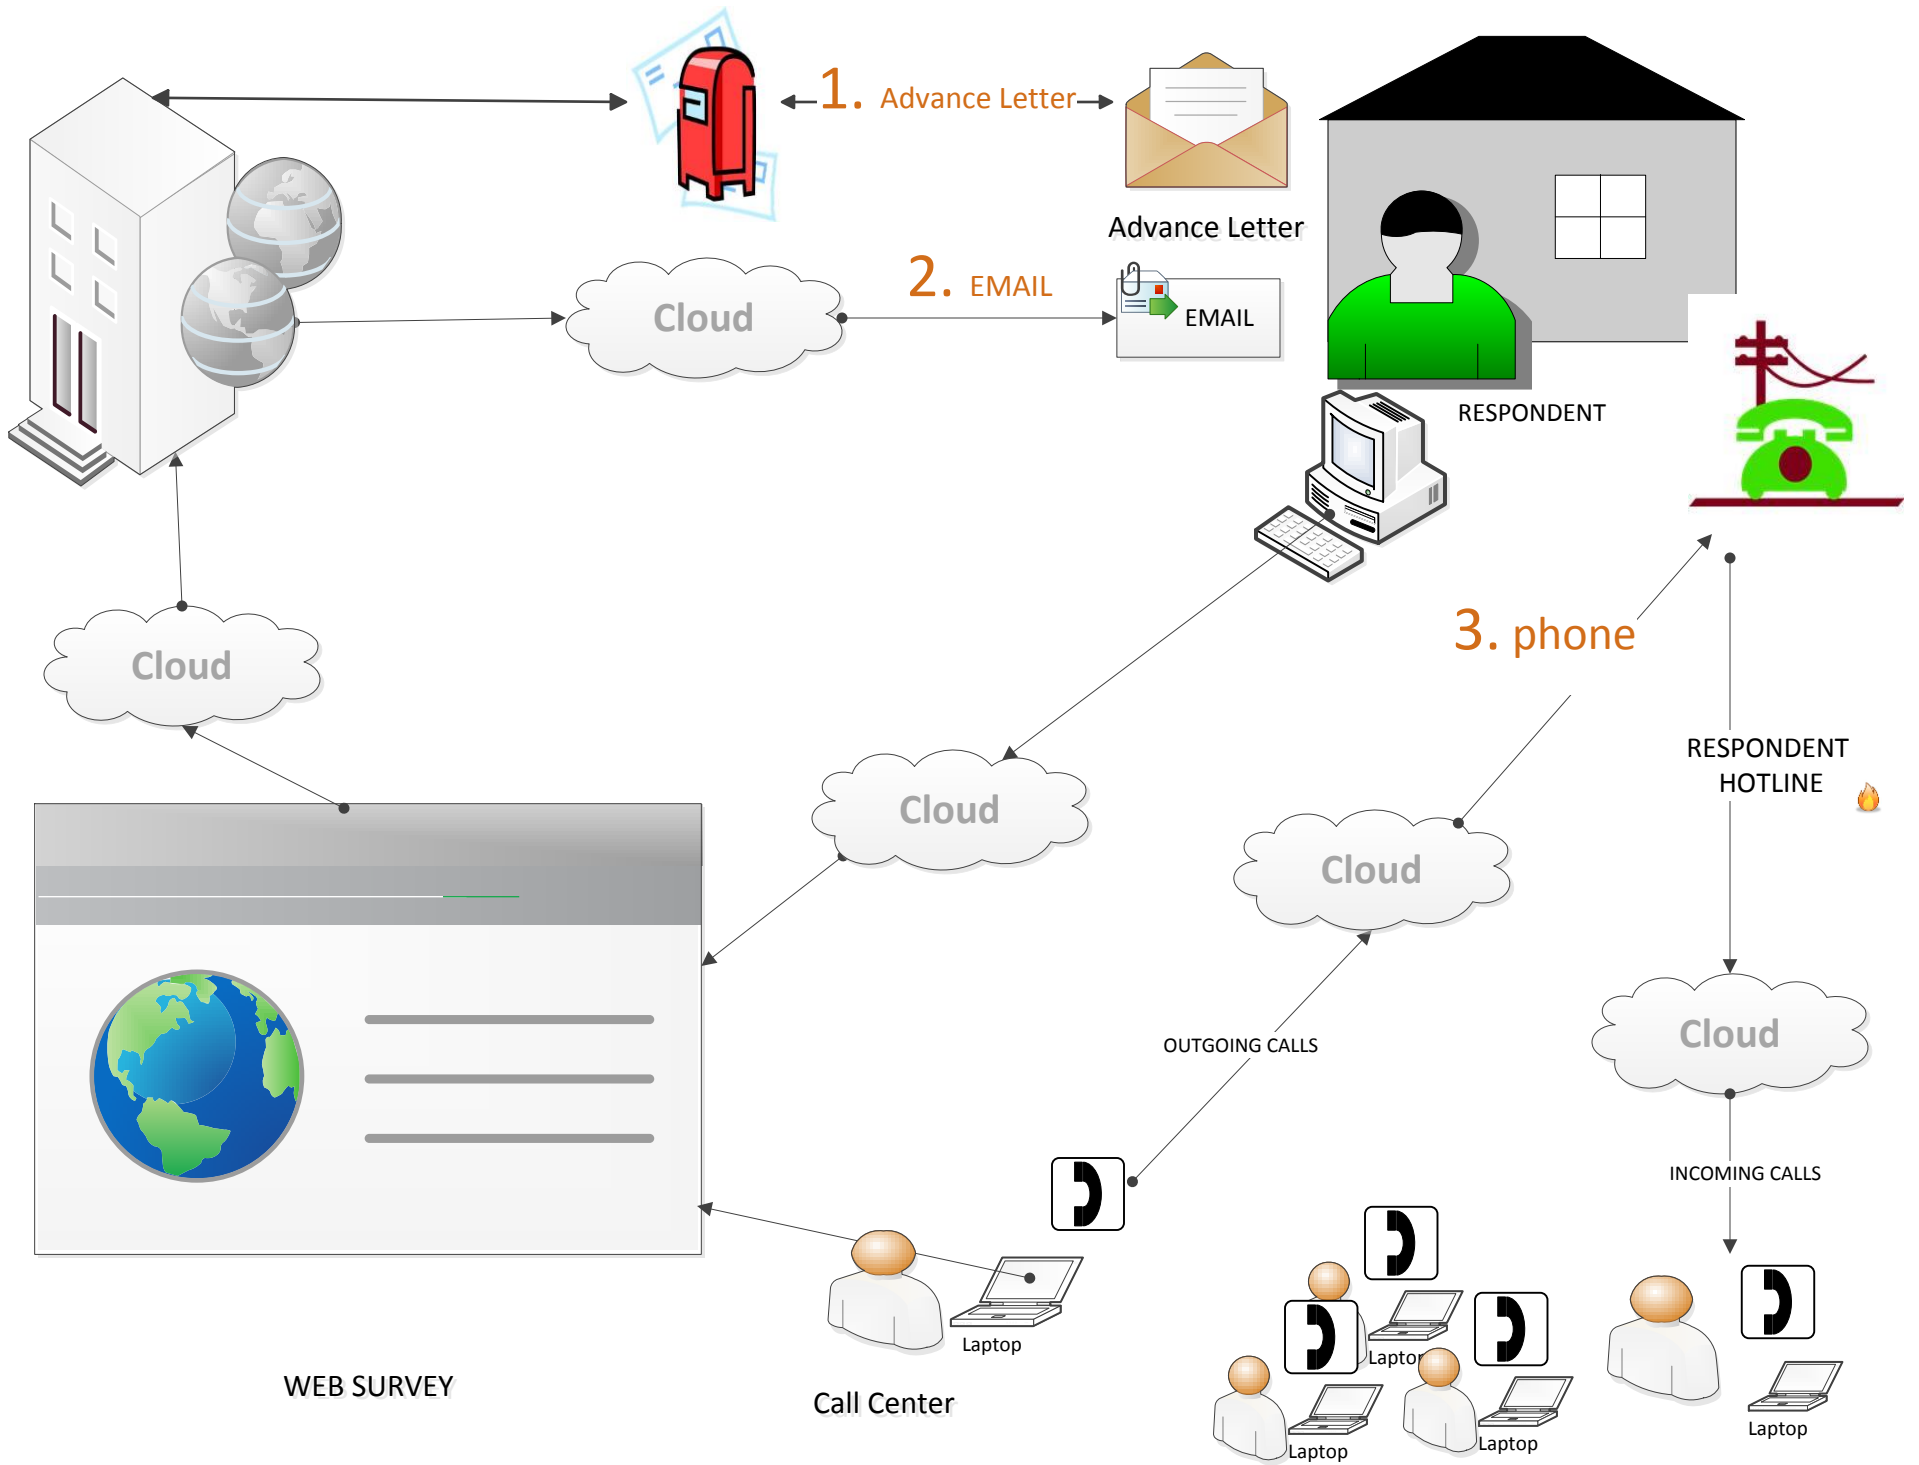 1. Advance Letter
Advance Letter
2. EMAIL
Cloud
EMAIL
RESPONDENT
3. phone
Cloud
RESPONDENT
HOTLINE
Cloud
Cloud
Cloud
OUTGOING CALLS
INCOMING CALLS
Laptop
Laptop
WEB SURVEY
Call Center
Laptop
Laptop
Laptop